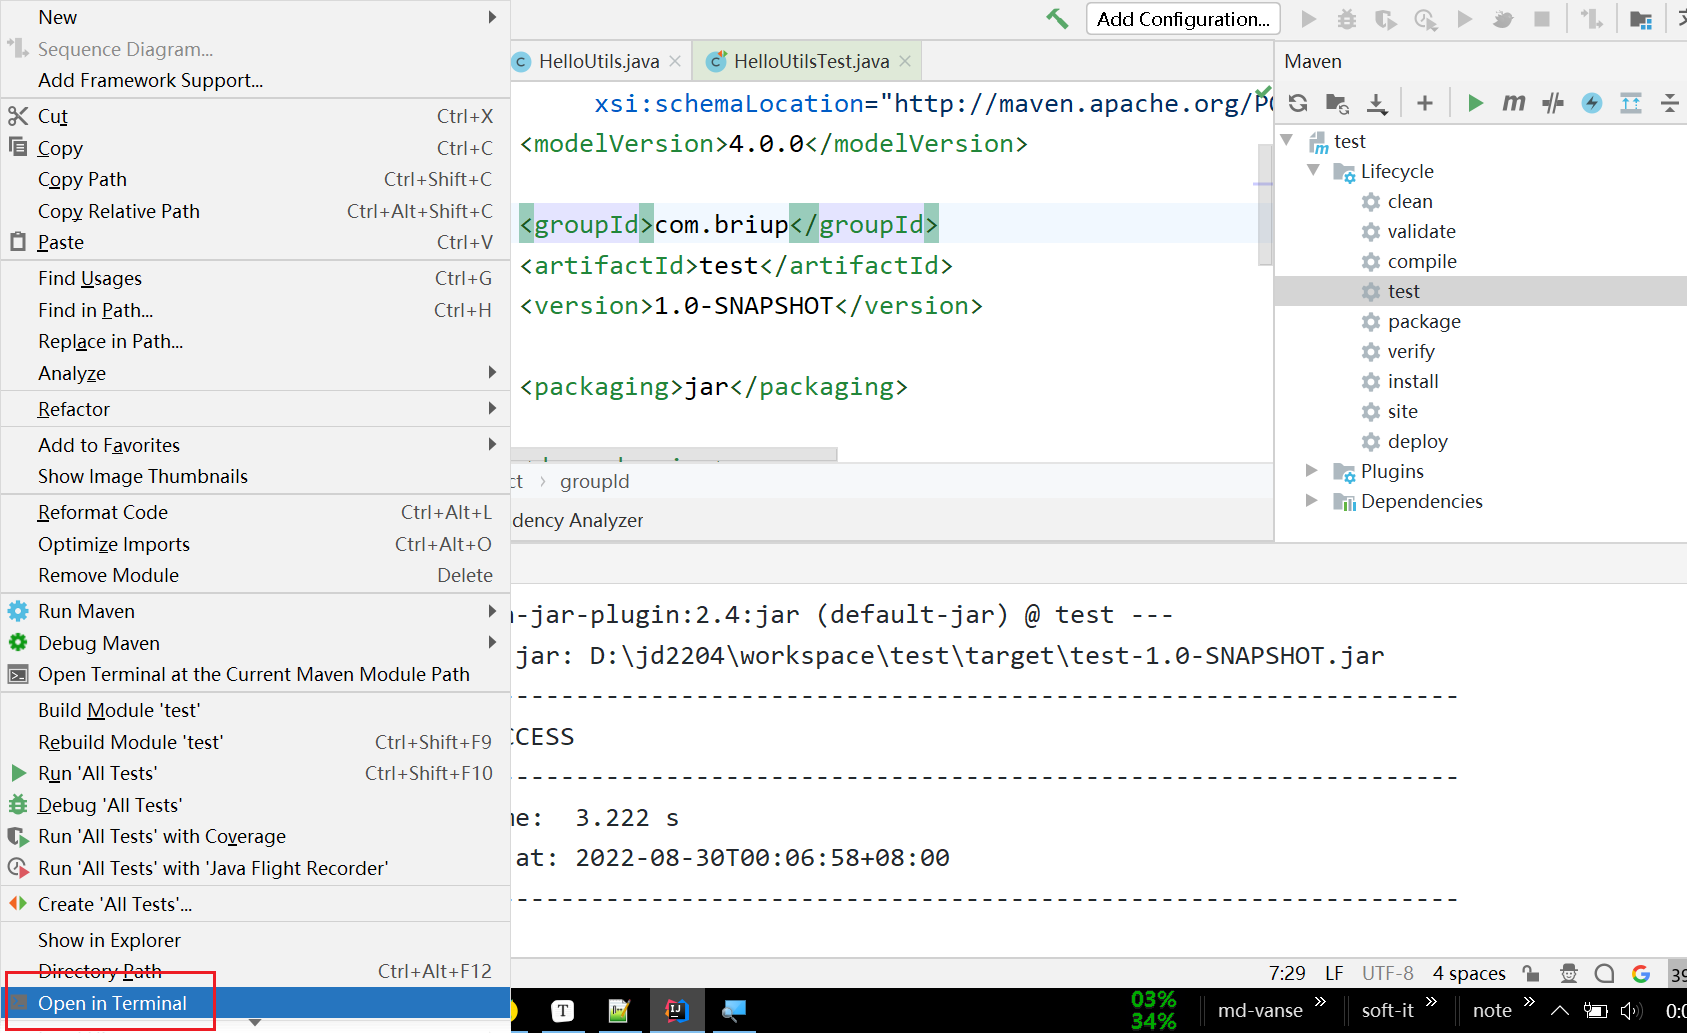 New
Sequence Diagram...
Add Framework Support...
Cut Ctrl+X
Copy Ctrl+C
Copy Path Ctrl+Shift+C
Copy Relative Path Ctrl+Alt+Shift+C
Paste Ctrl+V
Find Usages Ctrl+G
Find in Path... Ctrl+H
Replace in Path...
Analyze
Refactor
Add to Favorites
Show Image Thumbnails
Reformat Code Ctrl+Alt+L
Optimize Imports Ctrl+Alt+O
Remove Module Delete
Run Maven
Debug Maven
Open Terminal at the Current Maven Module Path
Build Module 'test'
Rebuild Module 'test' Ctrl+Shift+F9
Run 'All Tests' Ctrl+Shift+F10
Debug 'All Tests'
Run 'All Tests' with Coverage
Run 'All Tests' with 'Java Flight Recorder'
Create 'All Tests'...
Show in Explorer
Directory Path Ctrl+Alt+F12
Open in Terminal
Add Configuration...
HelloUtils.java
HelloUtilsTest.java
xsi:schemaLocation="http://maven.apache.org/PO
<modelVersion>4.0.0</modelVersion>
<groupId>com.briup</groupId>
<artifactId>test</artifactId>
<version>1.0-SNAPSHOT</version>
<packaging>jar</packaging>
ct › groupId
dency Analyzer
Maven
test
Lifecycle
clean
validate
compile
test
package
verify
install
site
deploy
Plugins
Dependencies
-jar-plugin:2.4:jar (default-jar) @ test ---
jar: D:\jd2204\workspace\test\target\test-1.0-SNAPSHOT.jar
------------------------------------------------------------------------
CCESS
------------------------------------------------------------------------
me: 3.222 s
at: 2022-08-30T00:06:58+08:00
------------------------------------------------------------------------
7:29 LF UTF-8 4 spaces
03%
34%
md-vanse » soft-it » note »